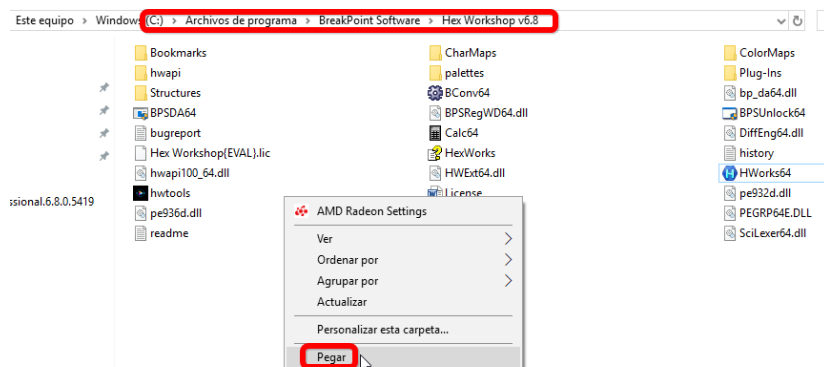 Este equipo > Windows (C:) > Archivos de programa > BreakPoint Software > Hex Workshop v6.8
Bookmarks CharMaps ColorMaps
hwapi palettes Plug-Ins
Structures BConv64 bp_da64.dll
BPSDA64 BPSRegWD64.dll BPSUnlock64
bugreport Calc64 DiffEng64.dll
Hex Workshop{EVAL}.lic HexWorks history
hwapi100_64.dll HWExt64.dll HWorks64
hwtools License pe932d.dll
ssional.6.8.0.5419
pe936d.dll PEGRP64E.DLL
readme SciLexer64.dll
AMD Radeon Settings
Ver
Ordenar por
Agrupar por
Actualizar
Personalizar esta carpeta...
Pegar